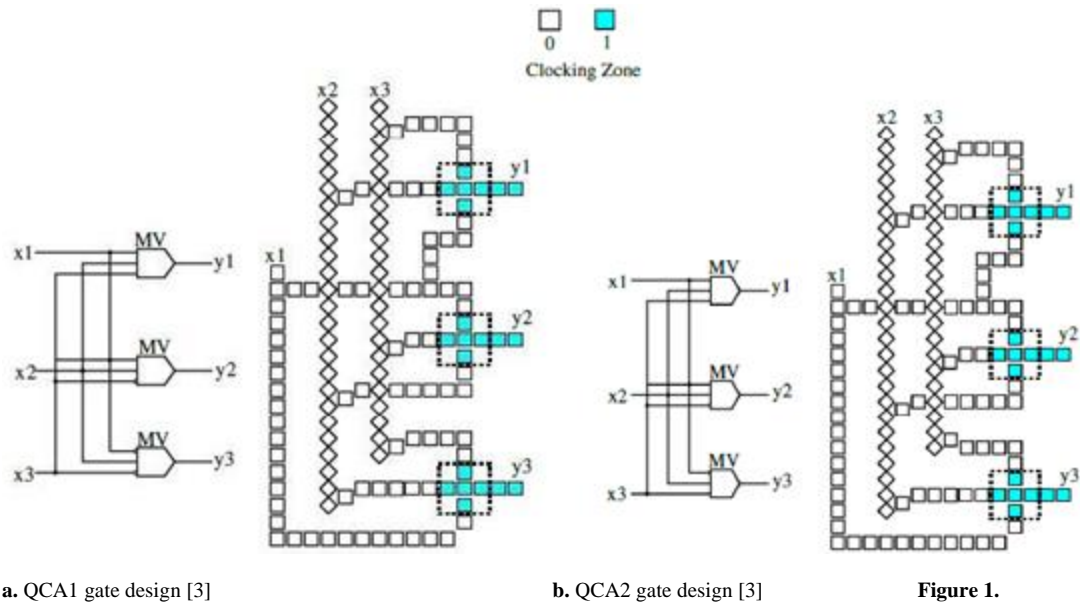 0 1
Clocking Zone
x2 x3
y1
x1
y2
y3
x1 MV y1
x2 MV y2
x3 MV y3
x2 x3
y1
x1
y2
y3
x1 MV y1
x2 MV y2
x3 MV y3
a. QCA1 gate design [3] b. QCA2 gate design [3] Figure 1.